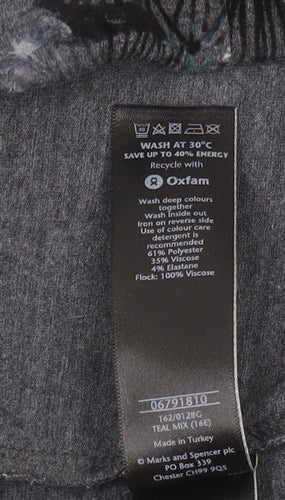 40
WASH AT 30°C
SAVE UP TO 40% ENERGY
Recycle with
Oxfam
Wash deep colours
together
Wash inside out
Iron on reverse side
Use of colour care
detergent is
recommended
61% Polyester
35% Viscose
4% Elastane
Flock: 100% Viscose
06791810
T62/0128G
TEAL MIX (16E)
Made in Turkey
© Marks and Spencer plc
PO Box 339
Chester CH99 9QS